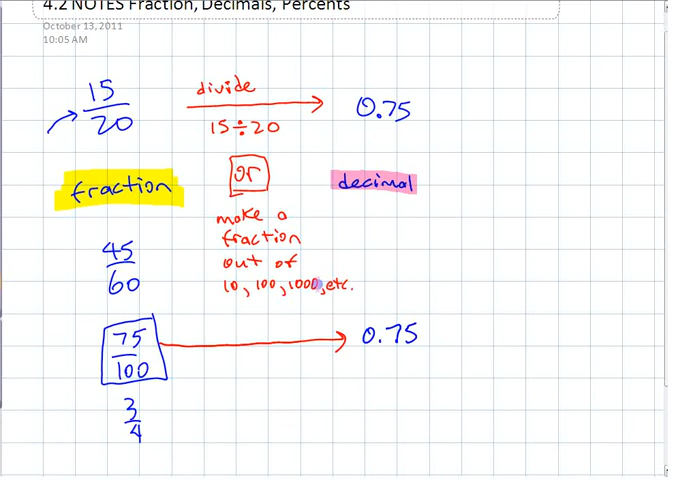 4.2 NOTES Fraction, Decimals, Percents
October 13, 2011
10:05 AM
15
20
divide
15÷20
0.75
fraction
or
decimal
make a
fraction
out of
10, 100, 1000, etc.
45
60
75
100
0.75
3
4